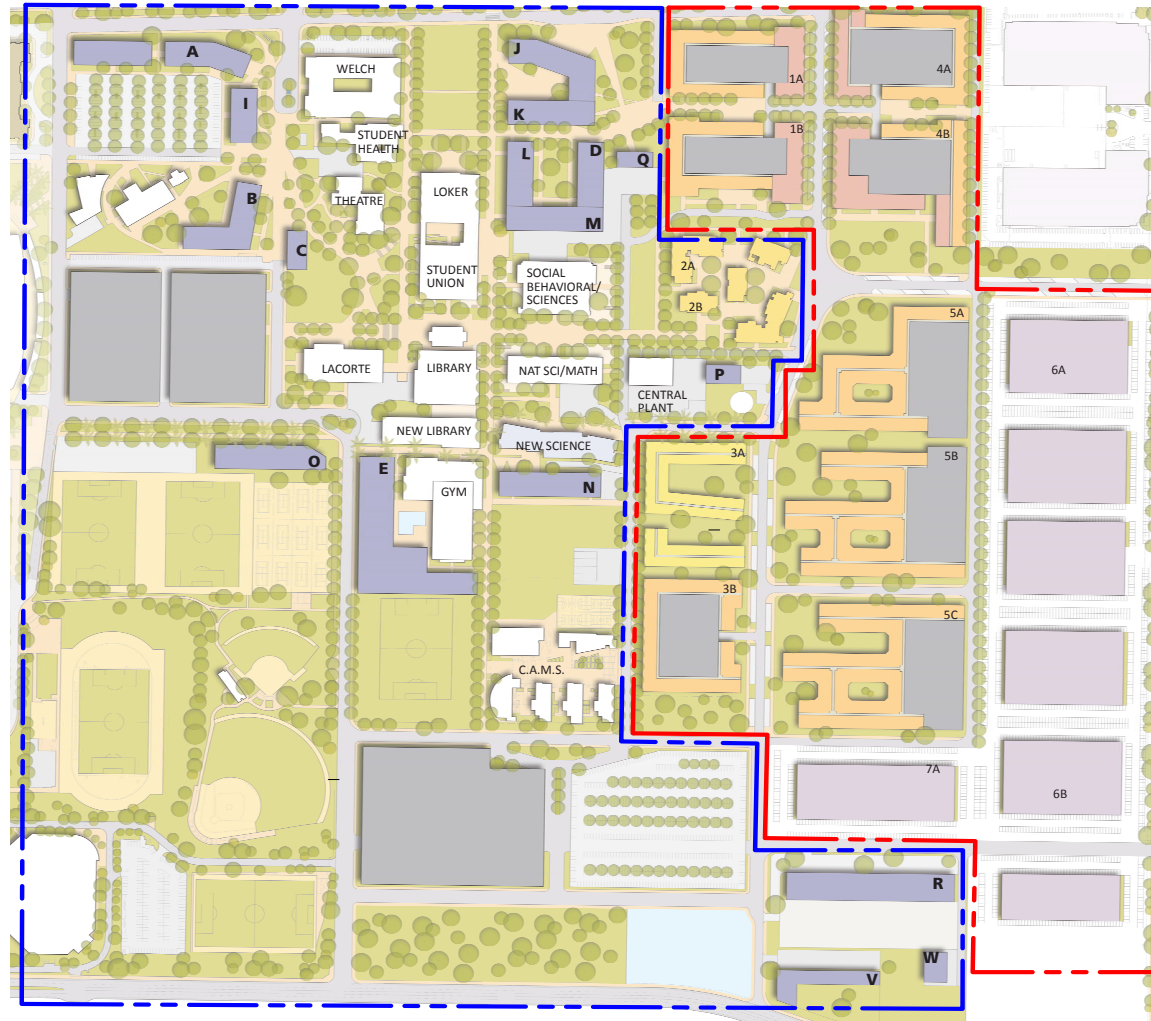 A
I
B
C
WELCH
STUDENT
HEALTH
THEATRE
LOKER
STUDENT
UNION
J
K
L
D
Q
M
SOCIAL
BEHAVIORAL/
SCIENCES
1A
1B
4A
4B
2A
2B
5A
LACORTE
LIBRARY
NAT SCI/MATH
CENTRAL
PLANT
P
6A
NEW LIBRARY
NEW SCIENCE
O
E
GYM
N
3A
5B
3B
5C
C.A.M.S.
7A
6B
R
W
V